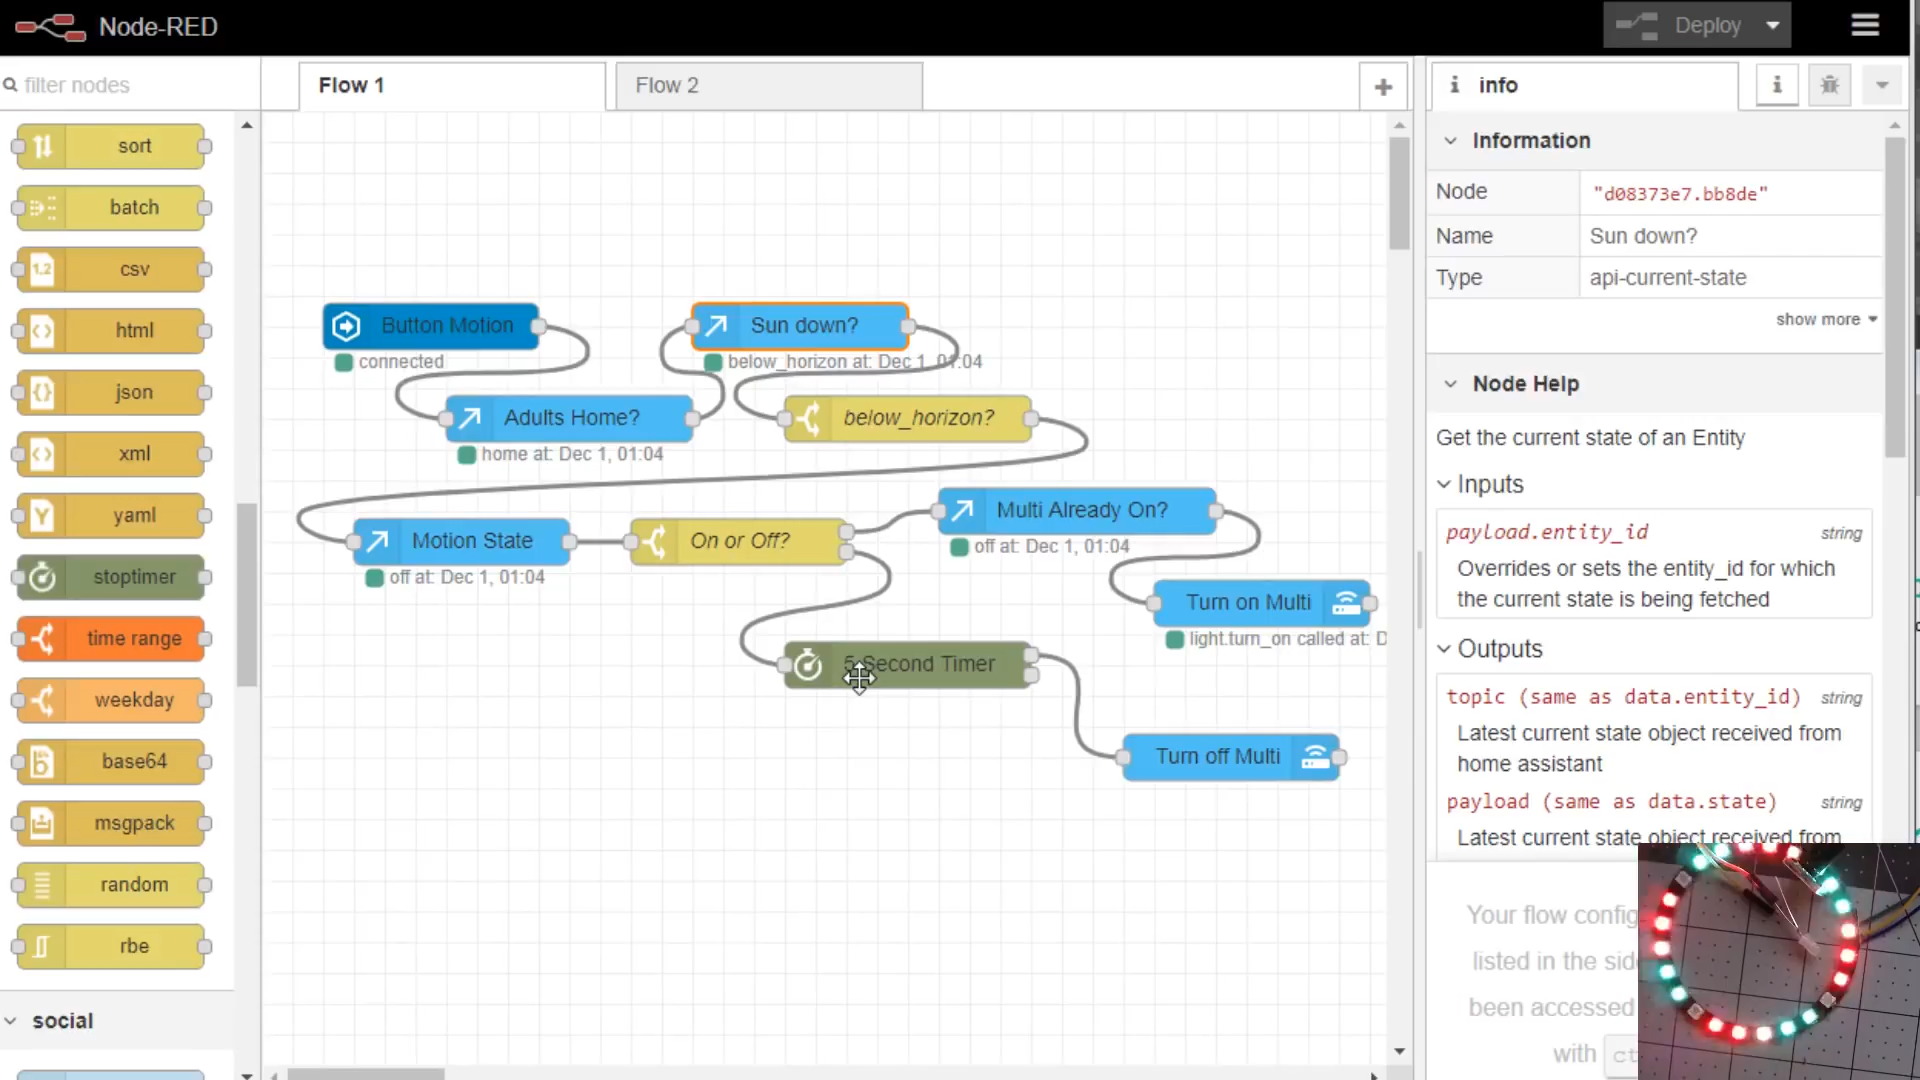 Node-RED
Deploy
filter nodes
Flow 1
Flow 2
info
sort
batch
1.2 csv
html
json
xml
yaml
stoptimer
time range
weekday
base64
msgpack
random
rbe
social
Button Motion
connected
Sun down?
below_horizon at: Dec 1, 01:04
Adults Home?
home at: Dec 1, 01:04
below_horizon?
Motion State
off at: Dec 1, 01:04
On or Off?
Multi Already On?
off at: Dec 1, 01:04
Turn on Multi
light.turn_on called at: D
5 Second Timer
Turn off Multi
Information
Node "d08373e7.bb8de"
Name Sun down?
Type api-current-state
show more
Node Help
Get the current state of an Entity
Inputs
payload.entity_id string
Overrides or sets the entity_id for which
the current state is being fetched
Outputs
topic (same as data.entity_id) string
Latest current state object received from
home assistant
payload (same as data.state) string
Latest current state object received from
Your flow config
listed in the sid
been accessed
with ct